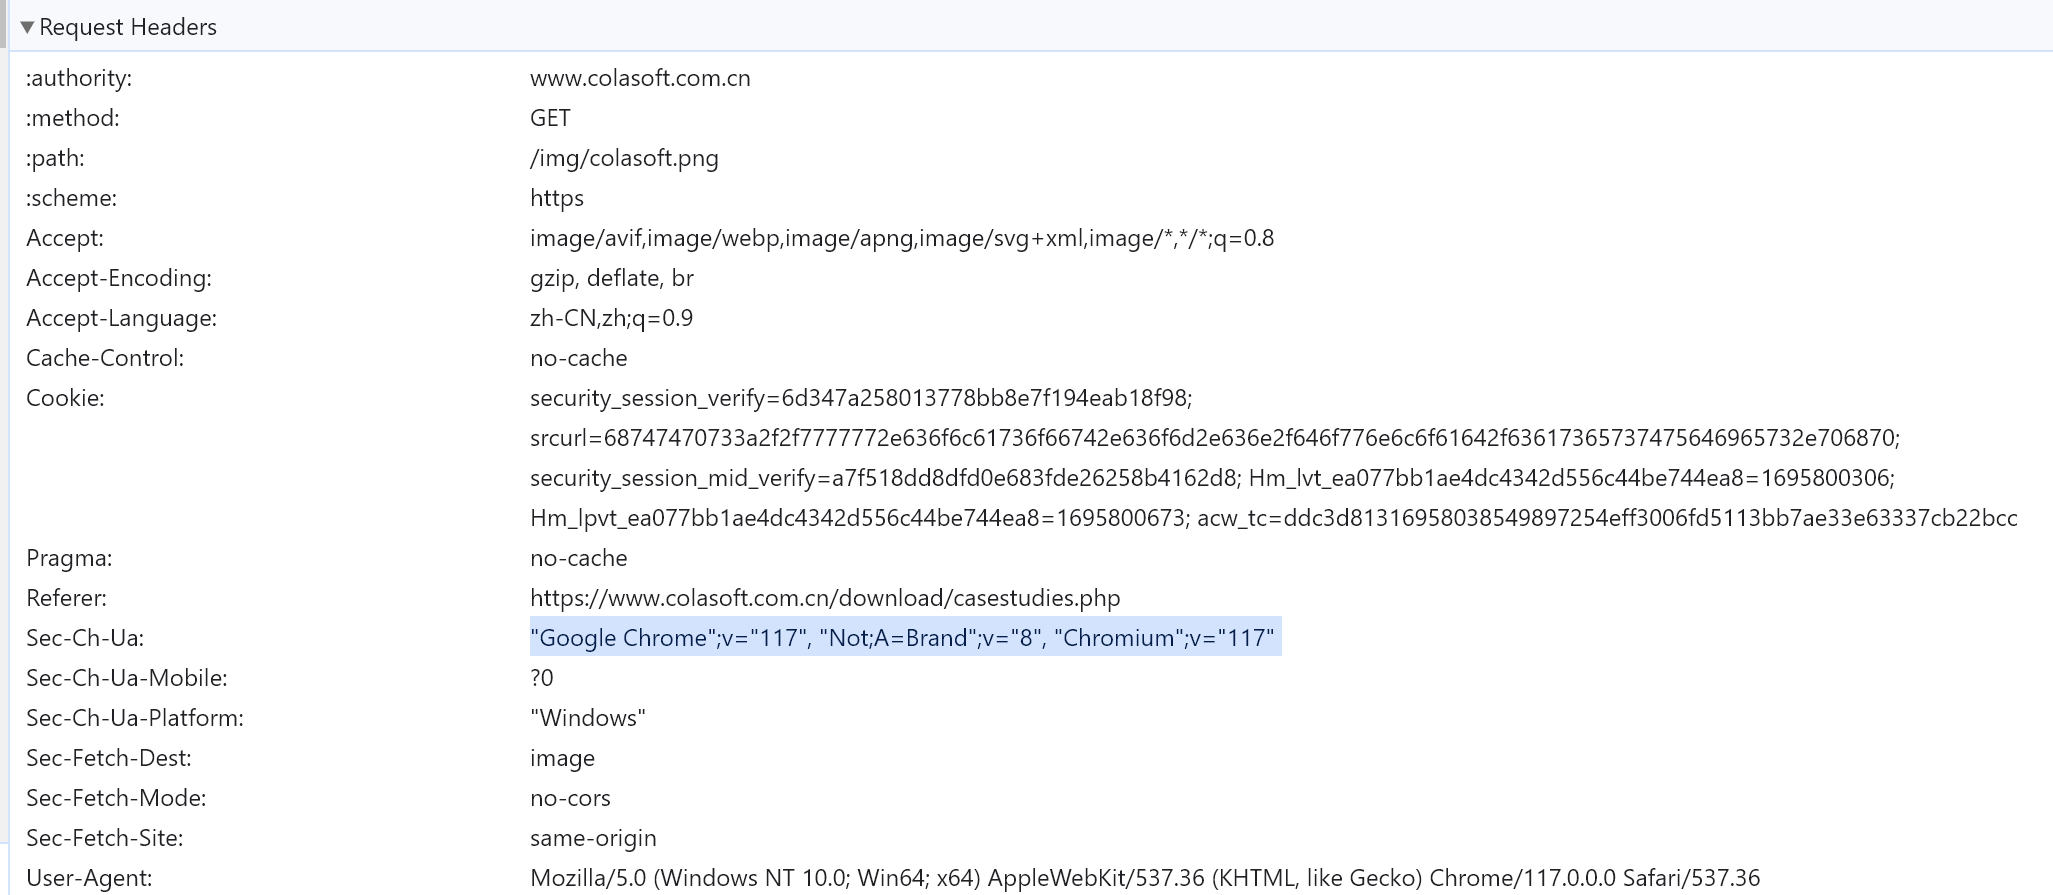 Request Headers
:authority: www.colasoft.com.cn
:method: GET
:path: /img/colasoft.png
:scheme: https
Accept: image/avif,image/webp,image/apng,image/svg+xml,image/*,*/*;q=0.8
Accept-Encoding: gzip, deflate, br
Accept-Language: zh-CN,zh;q=0.9
Cache-Control: no-cache
Cookie: security_session_verify=6d347a258013778bb8e7f194eab18f98;
srcurl=68747470733a2f2f7777772e636f6c61736f66742e636f6d2e636e2f646f776e6c6f61642f63617365737475646965732e706870;
security_session_mid_verify=a7f518dd8dfd0e683fde26258b4162d8; Hm_lvt_ea077bb1ae4dc4342d556c44be744ea8=1695800306;
Hm_lpvt_ea077bb1ae4dc4342d556c44be744ea8=1695800673; acw_tc=ddc3d81316958038549897254eff3006fd5113bb7ae33e63337cb22bcc
Pragma: no-cache
Referer: https://www.colasoft.com.cn/download/casestudies.php
Sec-Ch-Ua: "Google Chrome";v="117", "Not;A=Brand";v="8", "Chromium";v="117"
Sec-Ch-Ua-Mobile: ?0
Sec-Ch-Ua-Platform: "Windows"
Sec-Fetch-Dest: image
Sec-Fetch-Mode: no-cors
Sec-Fetch-Site: same-origin
User-Agent: Mozilla/5.0 (Windows NT 10.0; Win64; x64) AppleWebKit/537.36 (KHTML, like Gecko) Chrome/117.0.0.0 Safari/537.36